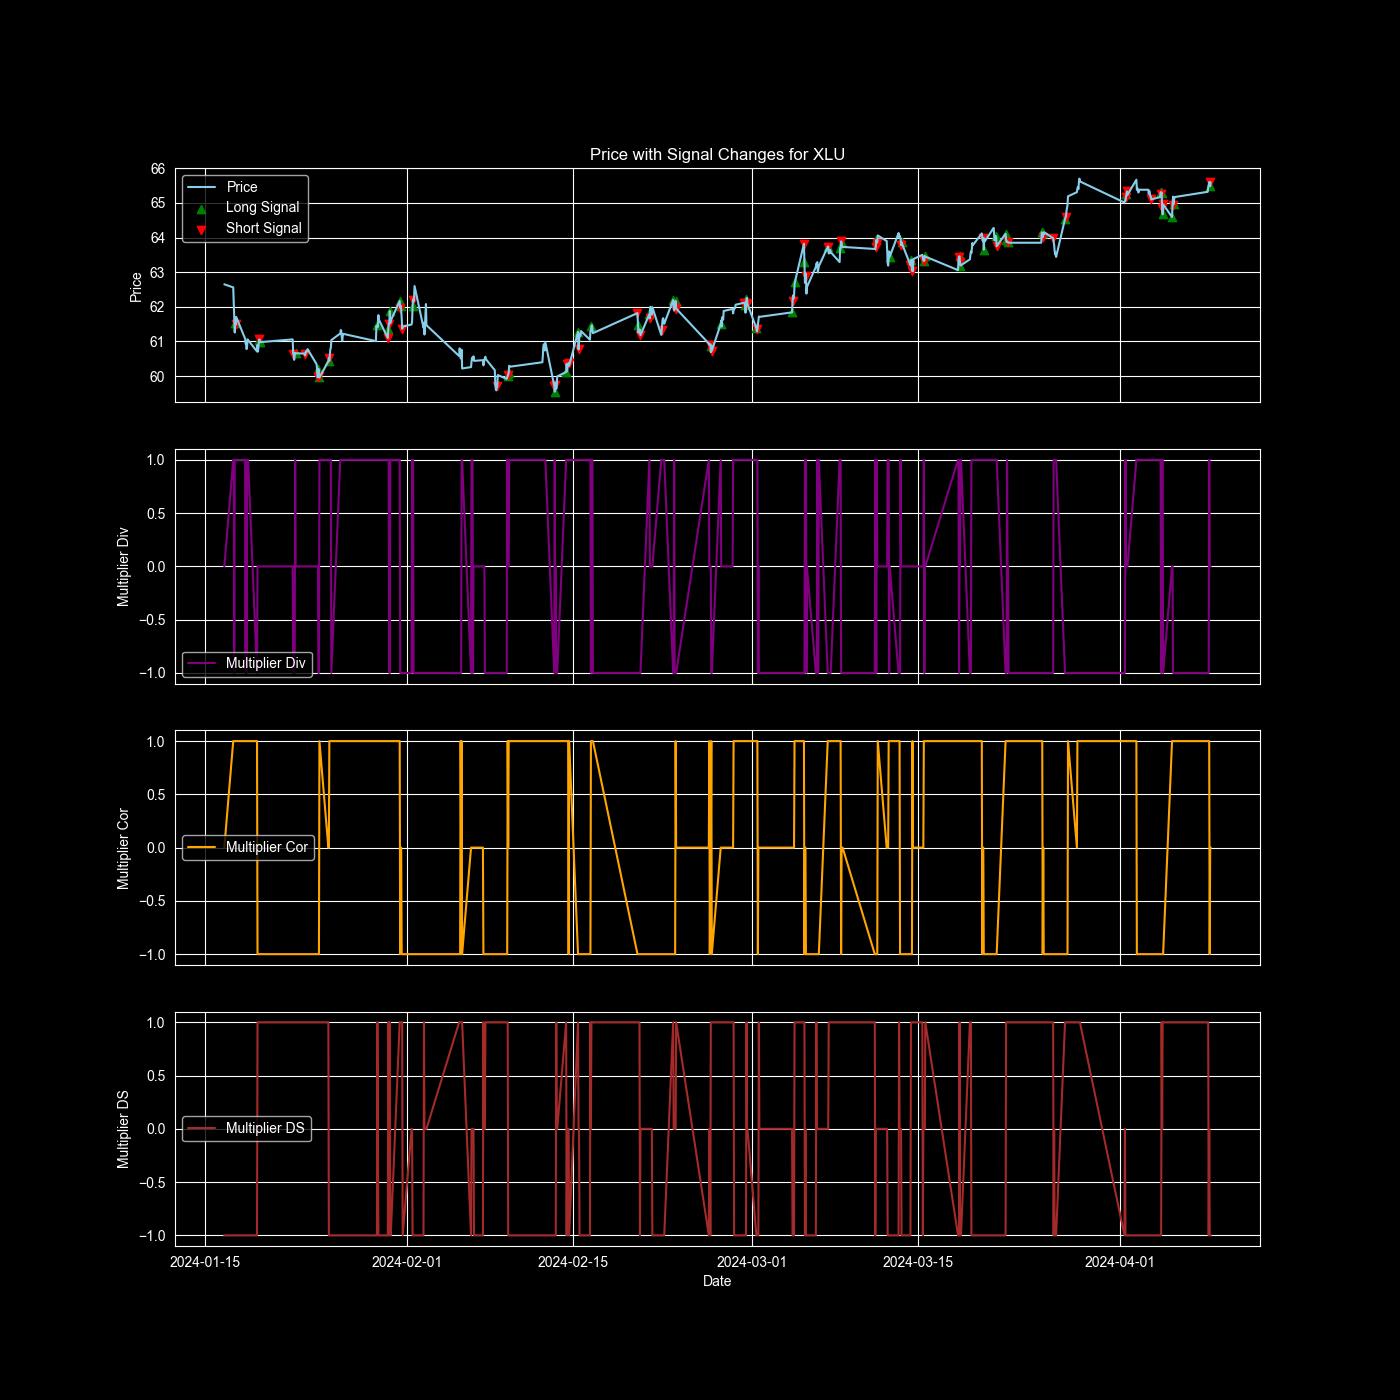 Price with Signal Changes for XLU
66
65
64
63
62
61
60
Price
Price
Long Signal
Short Signal
1.0
0.5
0.0
−0.5
−1.0
Multiplier Div
Multiplier Div
1.0
0.5
0.0
−0.5
−1.0
Multiplier Cor
Multiplier Cor
1.0
0.5
0.0
−0.5
−1.0
Multiplier DS
Multiplier DS
2024-01-15 2024-02-01 2024-02-15 2024-03-01 2024-03-15 2024-04-01
Date